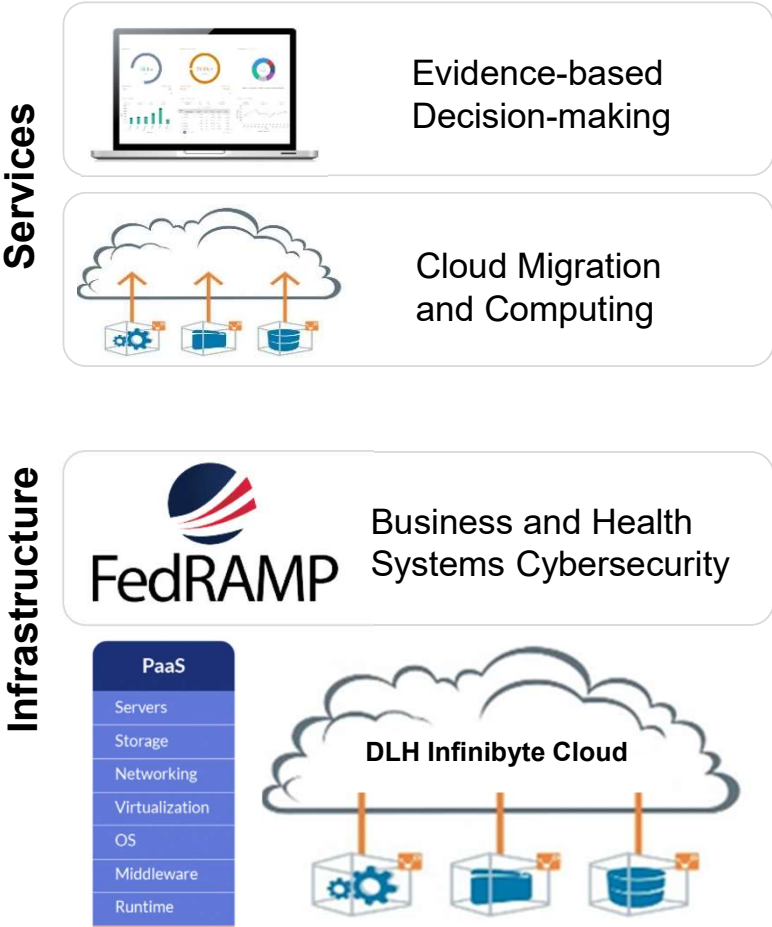 Services
Evidence-based
Decision-making
Cloud Migration
and Computing
Infrastructure
FedRAMP
Business and Health
Systems Cybersecurity
PaaS
Servers
Storage
Networking
Virtualization
OS
Middleware
Runtime
DLH Infinibyte Cloud